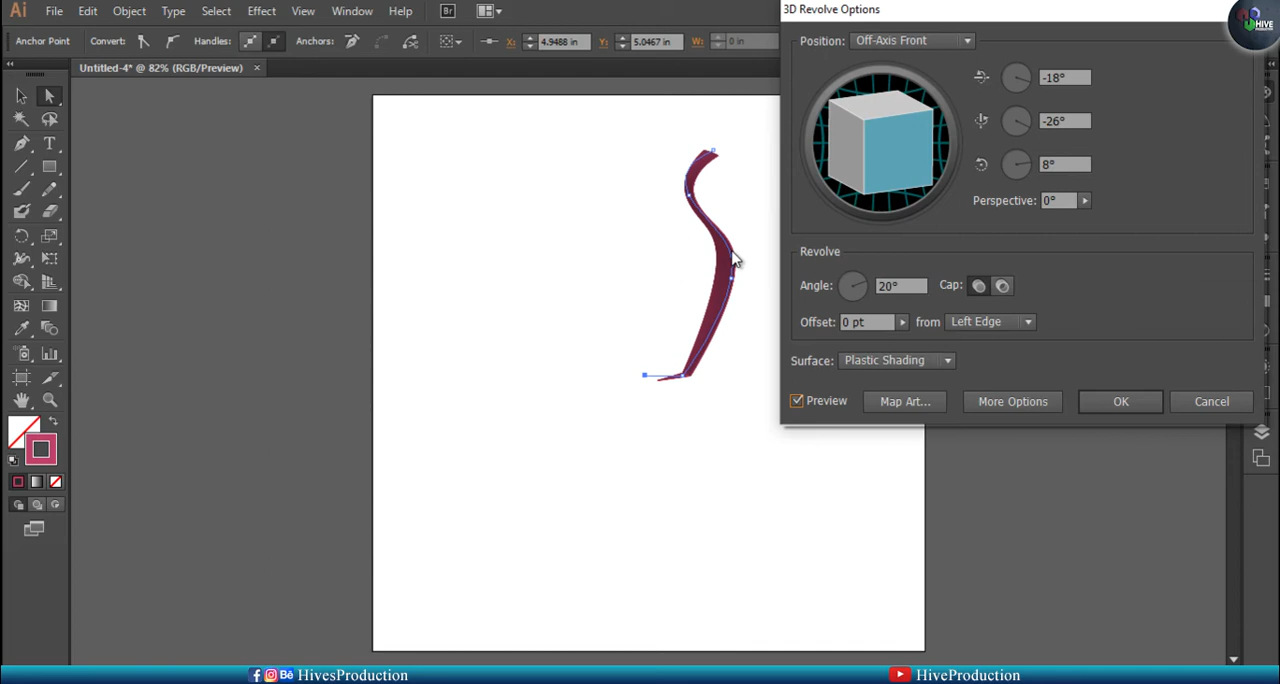 Ai File Edit Object Type Select Effect View Window Help Br
3D Revolve Options
HIVE
Anchor Point Convert: Handles: Anchors: X: 4.9488 in Y: 5.0467 in W: 0 in
Position: Off-Axis Front
Untitled-4* @ 82% (RGB/Preview) ×
-18°
-26°
8°
Perspective: 0°
Revolve
Angle: 20° Cap:
Offset: 0 pt from Left Edge
Surface: Plastic Shading
Preview Map Art... More Options OK Cancel
HivesProduction
HiveProduction